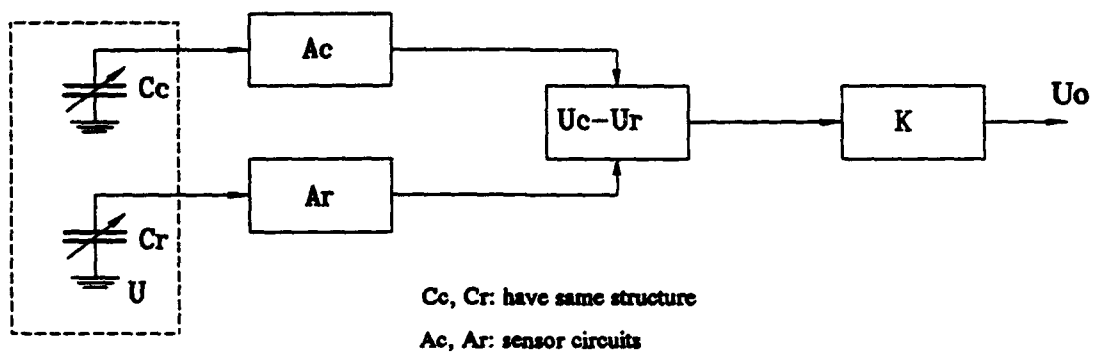 Ac
Cc
Uc-Ur
K
Uo
Ar
Cr
U
Cc, Cr: have same structure
Ac, Ar: sensor circuits